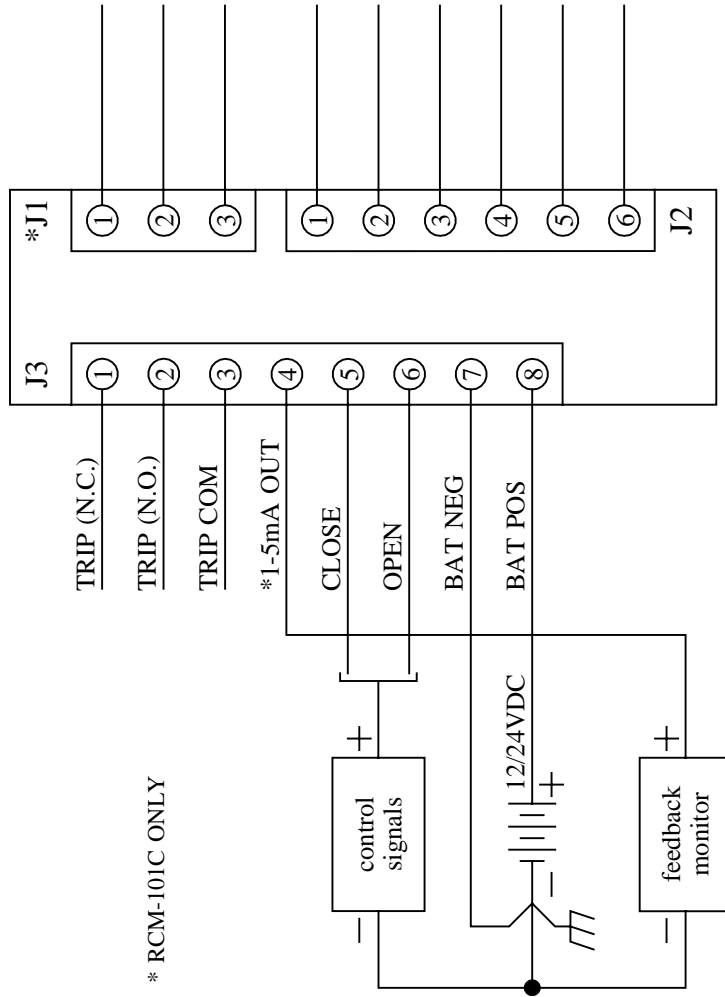 *J1
1
2
3
J2
1
2
3
4
5
6
J3
1
2
3
4
5
6
7
8
TRIP (N.C.)
TRIP (N.O.)
TRIP COM
*1-5mA OUT
CLOSE
OPEN
BAT NEG
BAT POS
12/24VDC
+
−
control
signals
+
−
feedback
monitor
+
−
* RCM-101C ONLY